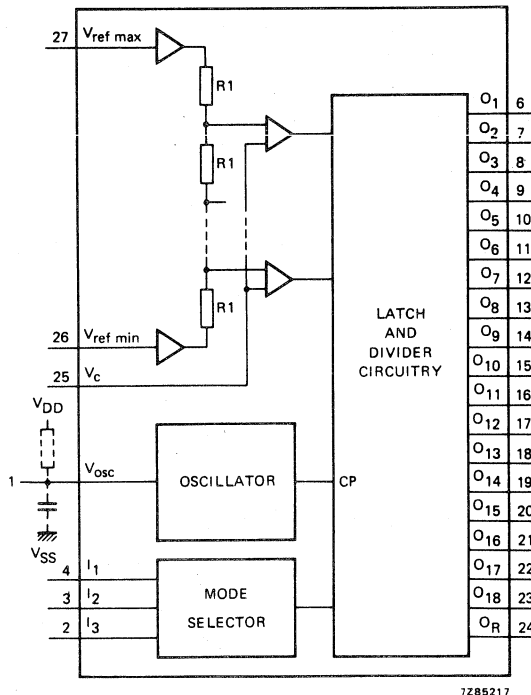 27 V ref max
R1
R1
R1
26 V ref min
25 Vc
VDD
1 VOSC
VSS
4 I1
3 I2
2 I3
OSCILLATOR
MODE
SELECTOR
LATCH
AND
DIVIDER
CIRCUITRY
CP
O1 6
O2 7
O3 8
O4 9
O5 10
O6 11
O7 12
O8 13
O9 14
O10 15
O11 16
O12 17
O13 18
O14 19
O15 20
O16 21
O17 22
O18 23
OR 24
7Z85217